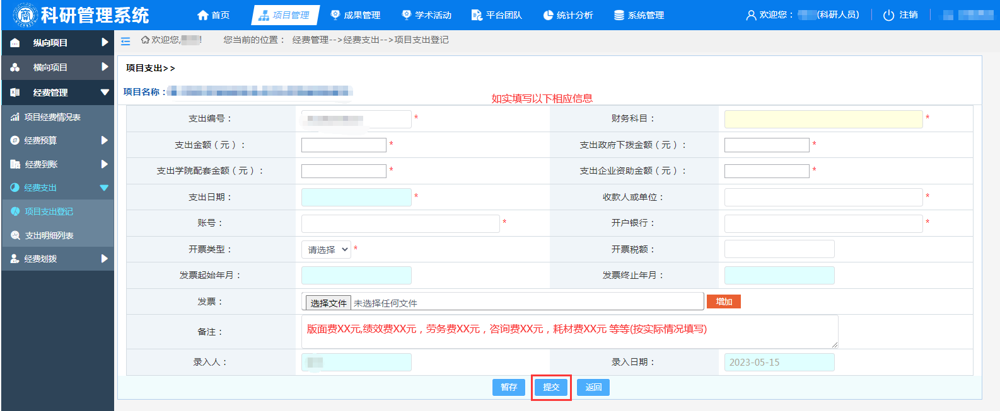 科研管理系统
首页 项目管理 成果管理 学术活动 平台团队 统计分析 系统管理 欢迎您： (科研人员) 注销
纵向项目
横向项目
经费管理
项目经费情况表
经费预算
经费到账
经费支出
项目支出登记
支出明细列表
经费划拨
欢迎您, ! 您当前的位置： 经费管理-->经费支出-->项目支出登记
项目支出>>
项目名称：
如实填写以下相应信息
支出编号： * 财务科目： *
支出金额（元）： * 支出政府下拨金额（元）： *
支出学院配套金额（元）： * 支出企业资助金额（元）： *
支出日期： * 收款人或单位： *
账号： * 开户银行： *
开票类型： 请选择 * 开票税额：
发票起始年月： 发票终止年月：
发票： 选择文件 未选择任何文件 增加
备注： 版面费XX元,绩效费XX元，劳务费XX元，咨询费XX元，耗材费XX元 等等(按实际情况填写)
录入人： 录入日期： 2023-05-15
暂存 提交 返回